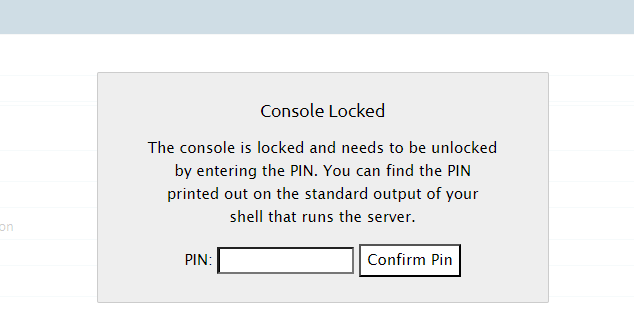 Console Locked
The console is locked and needs to be unlocked
by entering the PIN. You can find the PIN
printed out on the standard output of your
shell that runs the server.
on
PIN: Confirm Pin